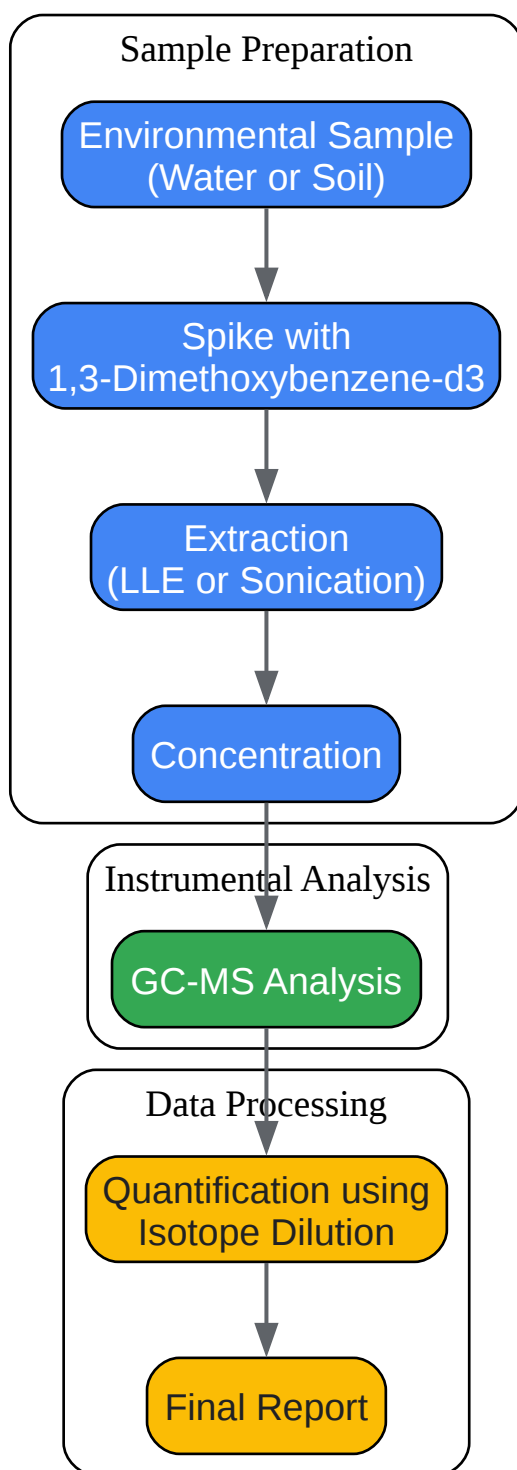 Sample Preparation
Environmental Sample
(Water or Soil)
Spike with
1,3-Dimethoxybenzene-d3
Extraction
(LLE or Sonication)
Concentration
Instrumental Analysis
GC-MS Analysis
Data Processing
Quantification using
Isotope Dilution
Final Report